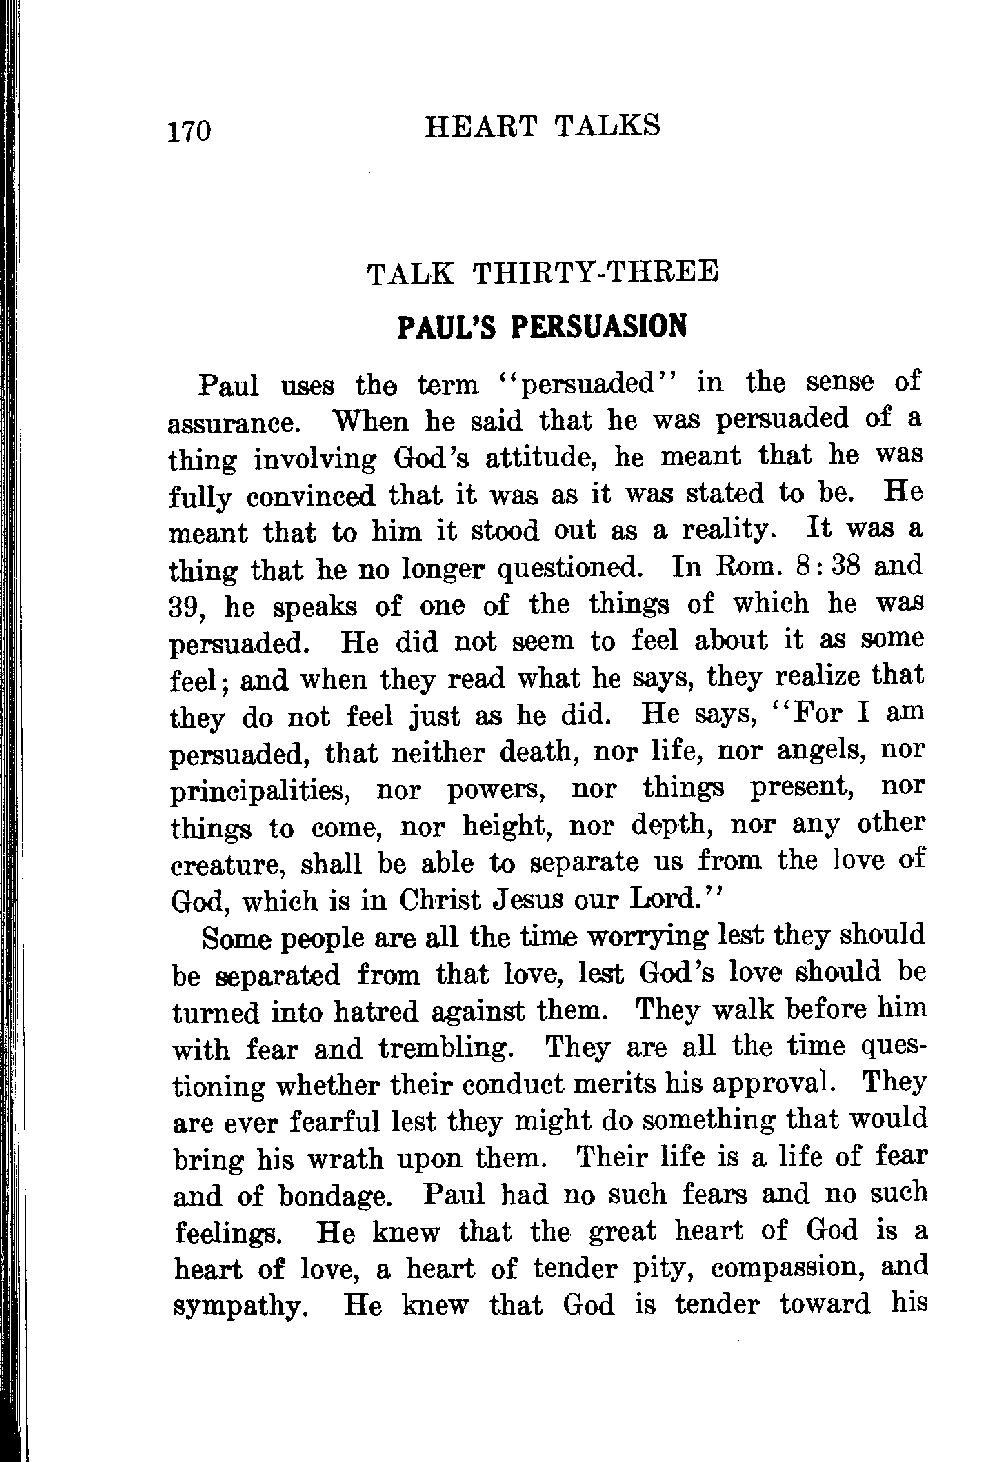 170 HEART TALKS
TALK THIRTY-THREE
PAUL'S PERSUASION
Paul uses the term "persuaded" in the sense of
assurance. When he said that he was persuaded of a
thing involving God's attitude, he meant that he was
fully convinced that it was as it was stated to be. He
meant that to him it stood out as a reality. It was a
thing that he no longer questioned. In Rom. 8:38 and
39, he speaks of one of the things of which he was
persuaded. He did not seem to feel about it as some
feel; and when they read what he says, they realize that
they do not feel just as he did. He says, "For I am
persuaded, that neither death, nor life, nor angels, nor
principalities, nor powers, nor things present, nor
things to come, nor height, nor depth, nor any other
creature, shall be able to separate us from the love of
God, which is in Christ Jesus our Lord."
Some people are all the time worrying lest they should
be separated from that love, lest God's love should be
turned into hatred against them. They walk before him
with fear and trembling. They are all the time ques-
tioning whether their conduct merits his approval. They
are ever fearful lest they might do something that would
bring his wrath upon them. Their life is a life of fear
and of bondage. Paul had no such fears and no such
feelings. He knew that the great heart of God is a
heart of love, a heart of tender pity, compassion, and
sympathy. He knew that God is tender toward his